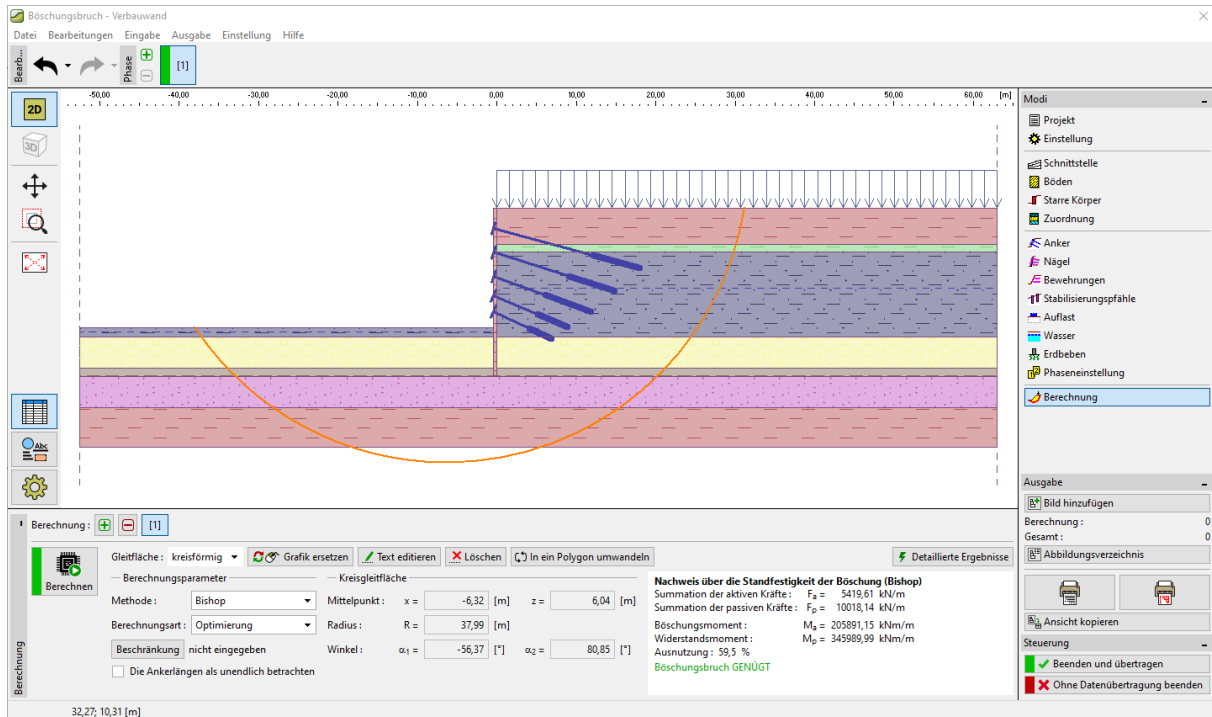 Böschungsbruch - Verbauwand
Datei Bearbeitungen Eingabe Ausgabe Einstellung Hilfe
Bearb...
Phase
[1]
2D
3D
-50,00 -40,00 -30,00 -20,00 -10,00 0,00 10,00 20,00 30,00 40,00 50,00 60,00 [m]
Abc
Modi
Projekt
Einstellung
Schnittstelle
Böden
Starre Körper
Zuordnung
Anker
Nägel
Bewehrungen
Stabilisierungspfähle
Auflast
Wasser
Erdbeben
Phaseneinstellung
Berechnung
Ausgabe
Bild hinzufügen
Berechnung : 0
Gesamt : 0
Abbildungsverzeichnis
Ansicht kopieren
Steuerung
Beenden und übertragen
Ohne Datenübertragung beenden
Berechnung : [1]
Berechnen
Berechnung
Gleitfläche : kreisförmig Grafik ersetzen Text editieren Löschen In ein Polygon umwandeln Detaillierte Ergebnisse
Berechnungsparameter
Methode : Bishop
Berechnungsart : Optimierung
Beschränkung nicht eingegeben
Die Ankerlängen als unendlich betrachten
Kreisgleitfläche
Mittelpunkt : x = -6,32 [m] z = 6,04 [m]
Radius : R = 37,99 [m]
Winkel : α1 = -56,37 [°] α2 = 80,85 [°]
Nachweis über die Standfestigkeit der Böschung (Bishop)
Summation der aktiven Kräfte : Fa = 5419,61 kN/m
Summation der passiven Kräfte : Fp = 10018,14 kN/m
Böschungsmoment : Ma = 205891,15 kNm/m
Widerstandsmoment : Mp = 345989,99 kNm/m
Ausnutzung : 59,5 %
Böschungsbruch GENÜGT
32,27; 10,31 [m]